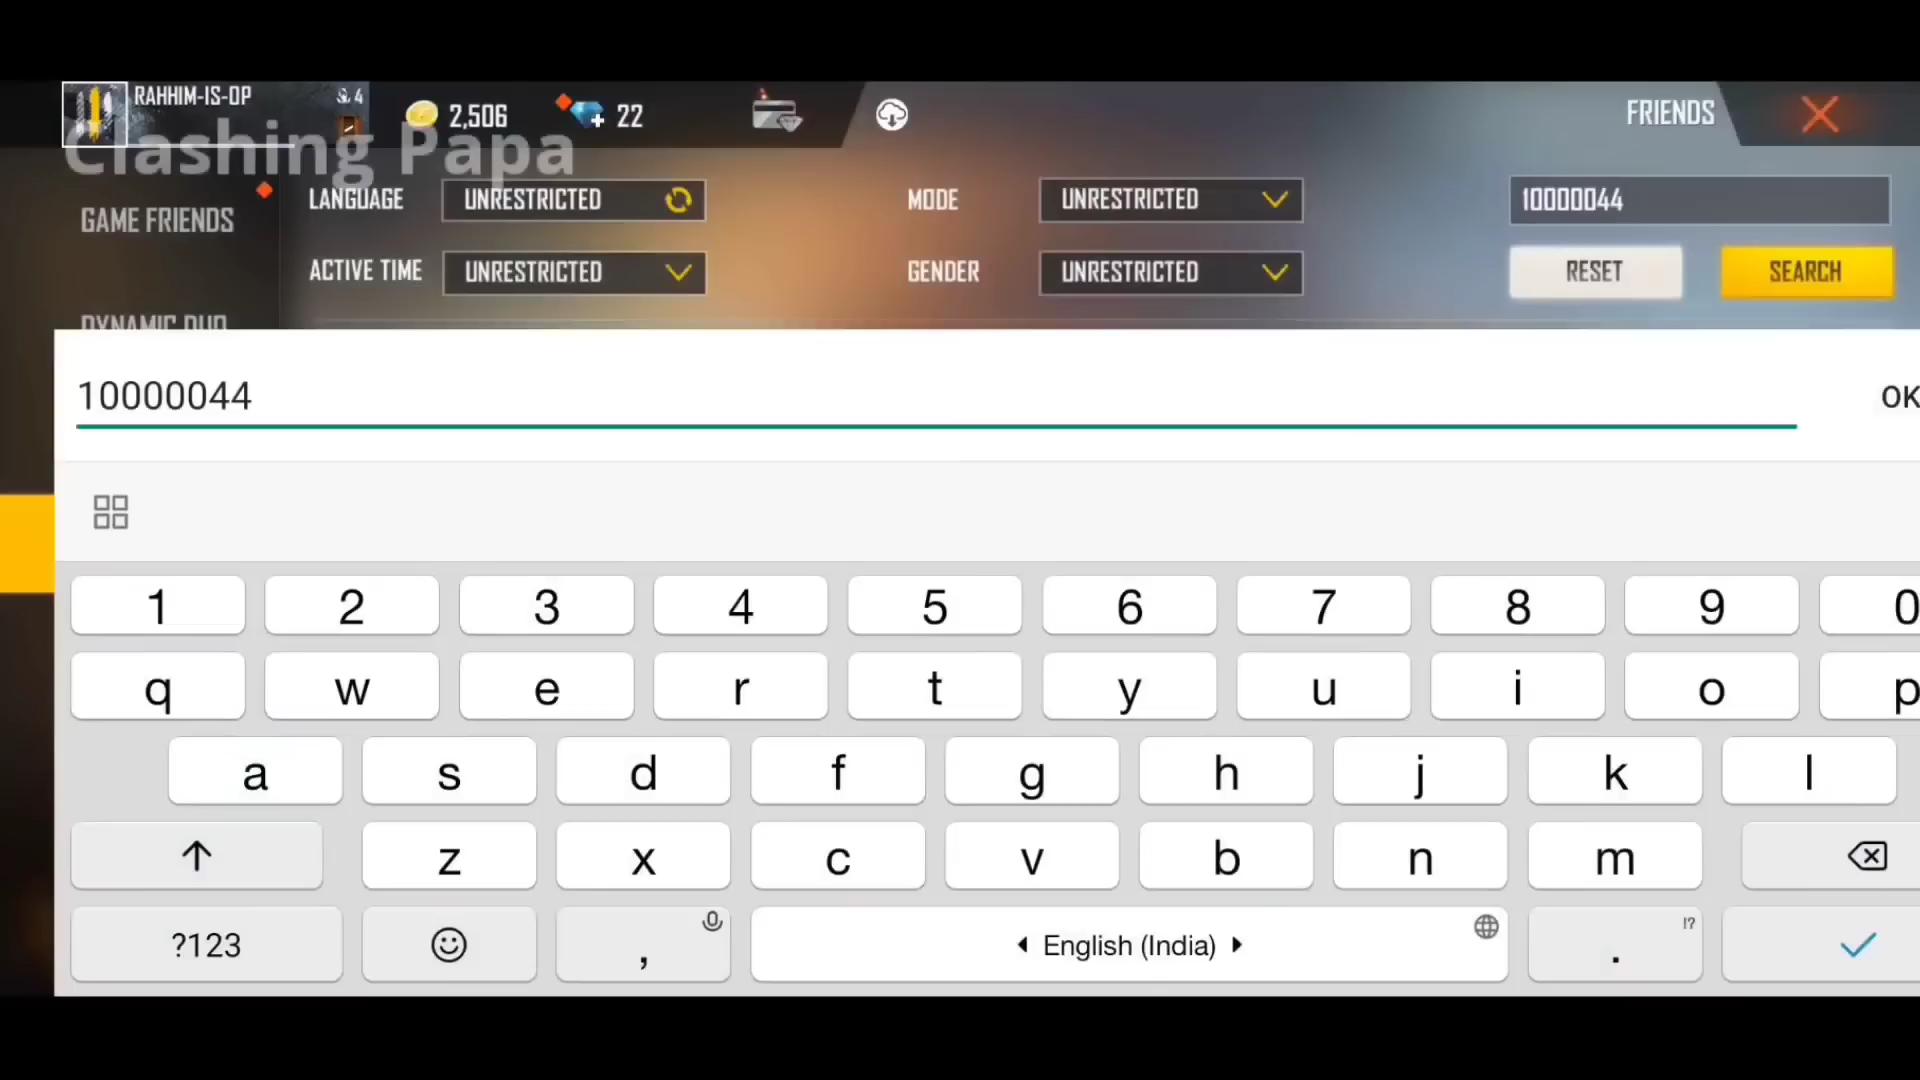 RAHHIM-IS-OP 4 2,506 22 FRIENDS
Clashing Papa
LANGUAGE UNRESTRICTED MODE UNRESTRICTED 10000044
GAME FRIENDS
ACTIVE TIME UNRESTRICTED GENDER UNRESTRICTED RESET SEARCH
DYNAMIC DUO
10000044 OK
1 2 3 4 5 6 7 8 9 0
q w e r t y u i o p
a s d f g h j k l
z x c v b n m
?123 , English (India) . !?